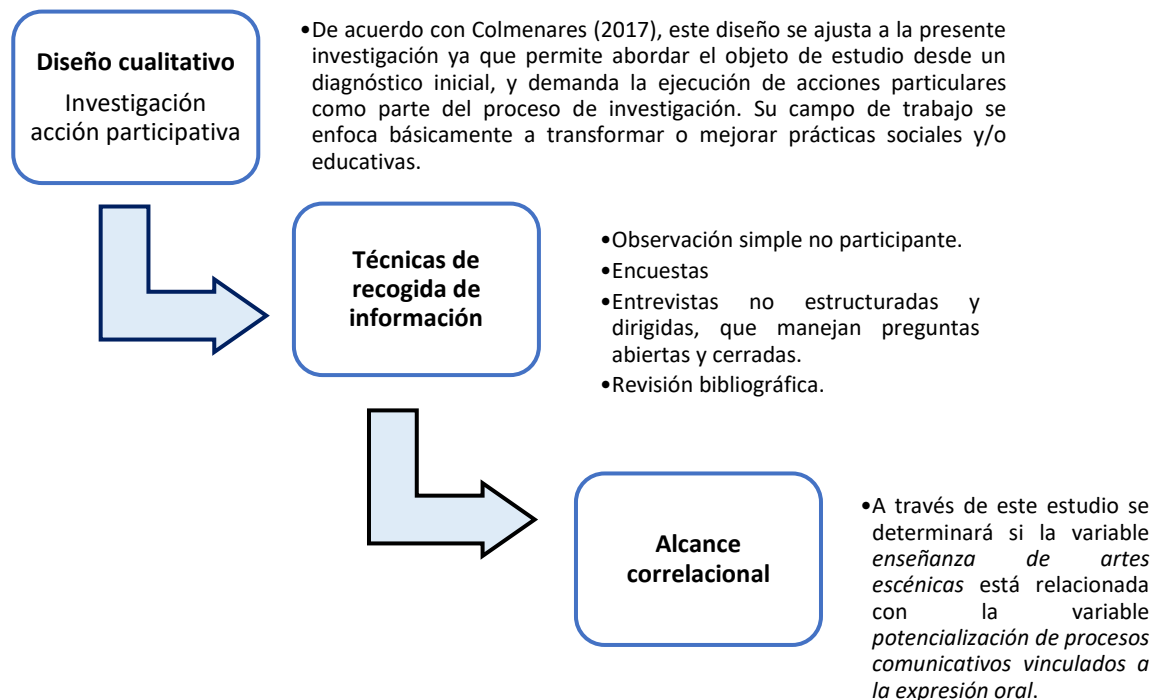 Diseño cualitativo
Investigación
acción participativa
•De acuerdo con Colmenares (2017), este diseño se ajusta a la presente
investigación ya que permite abordar el objeto de estudio desde un
diagnóstico inicial, y demanda la ejecución de acciones particulares
como parte del proceso de investigación. Su campo de trabajo se
enfoca básicamente a transformar o mejorar prácticas sociales y/o
educativas.
Técnicas de
recogida de
información
•Observación simple no participante.
•Encuestas
•Entrevistas no estructuradas y
dirigidas, que manejan preguntas
abiertas y cerradas.
•Revisión bibliográfica.
Alcance
correlacional
•A través de este estudio se
determinará si la variable
enseñanza de artes
escénicas está relacionada
con la variable
potencialización de procesos
comunicativos vinculados a
la expresión oral.